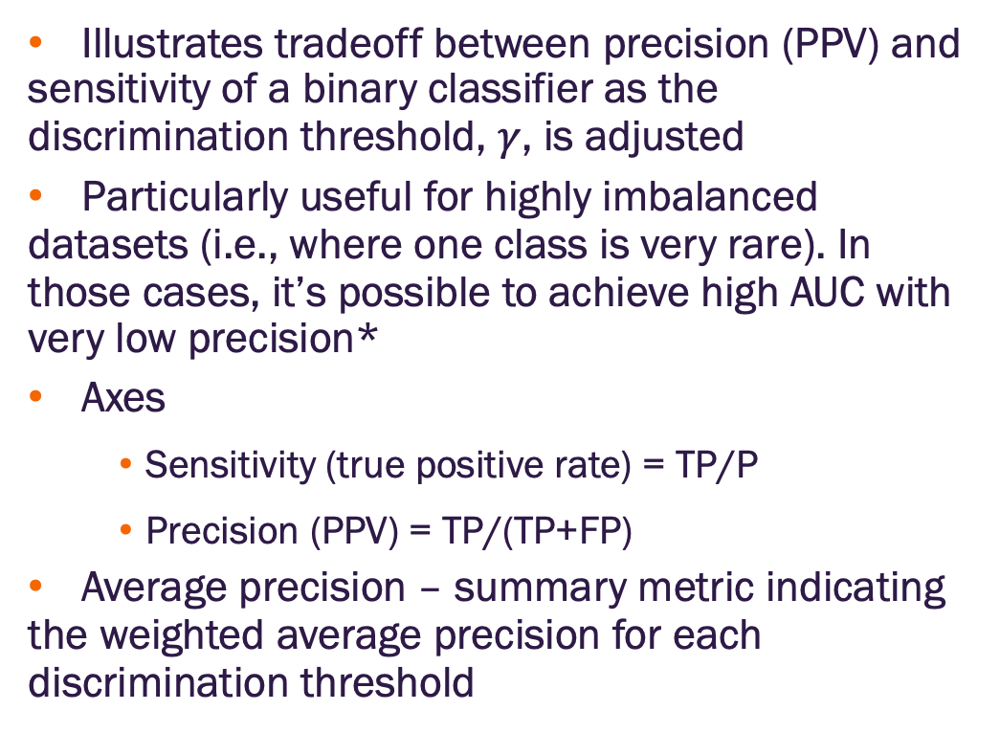 • Illustrates tradeoff between precision (PPV) and
sensitivity of a binary classifier as the
discrimination threshold, γ, is adjusted
• Particularly useful for highly imbalanced
datasets (i.e., where one class is very rare). In
those cases, it’s possible to achieve high AUC with
very low precision*
• Axes
• Sensitivity (true positive rate) = TP/P
• Precision (PPV) = TP/(TP+FP)
• Average precision – summary metric indicating
the weighted average precision for each
discrimination threshold